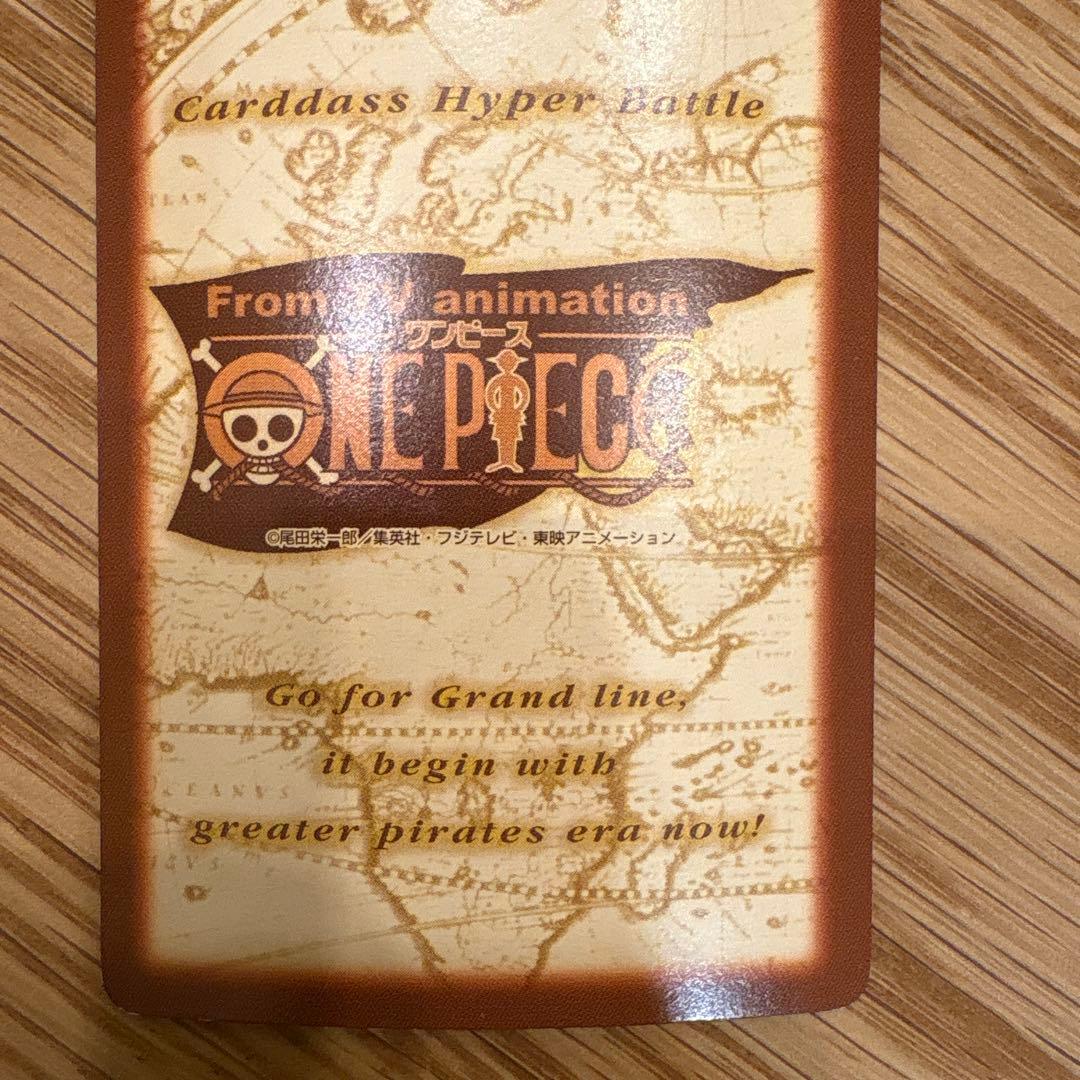 Carddass Hyper Battle
From TV animation
ワンピース
ONE PIECE
©尾田栄一郎/集英社・フジテレビ・東映アニメーション
Go for Grand line,
it begin with
greater pirates era now!